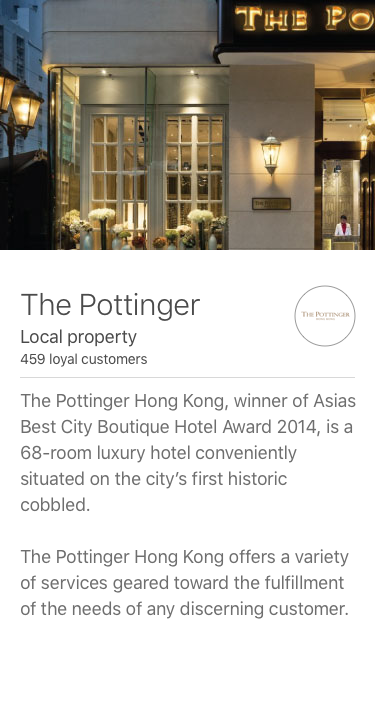 THE PO
THE POTTINGER
The Pottinger
THE POTTINGER
Local property
459 loyal customers
The Pottinger Hong Kong, winner of Asias
Best City Boutique Hotel Award 2014, is a
68-room luxury hotel conveniently
situated on the city’s first historic
cobbled.
The Pottinger Hong Kong offers a variety
of services geared toward the fulfillment
of the needs of any discerning customer.